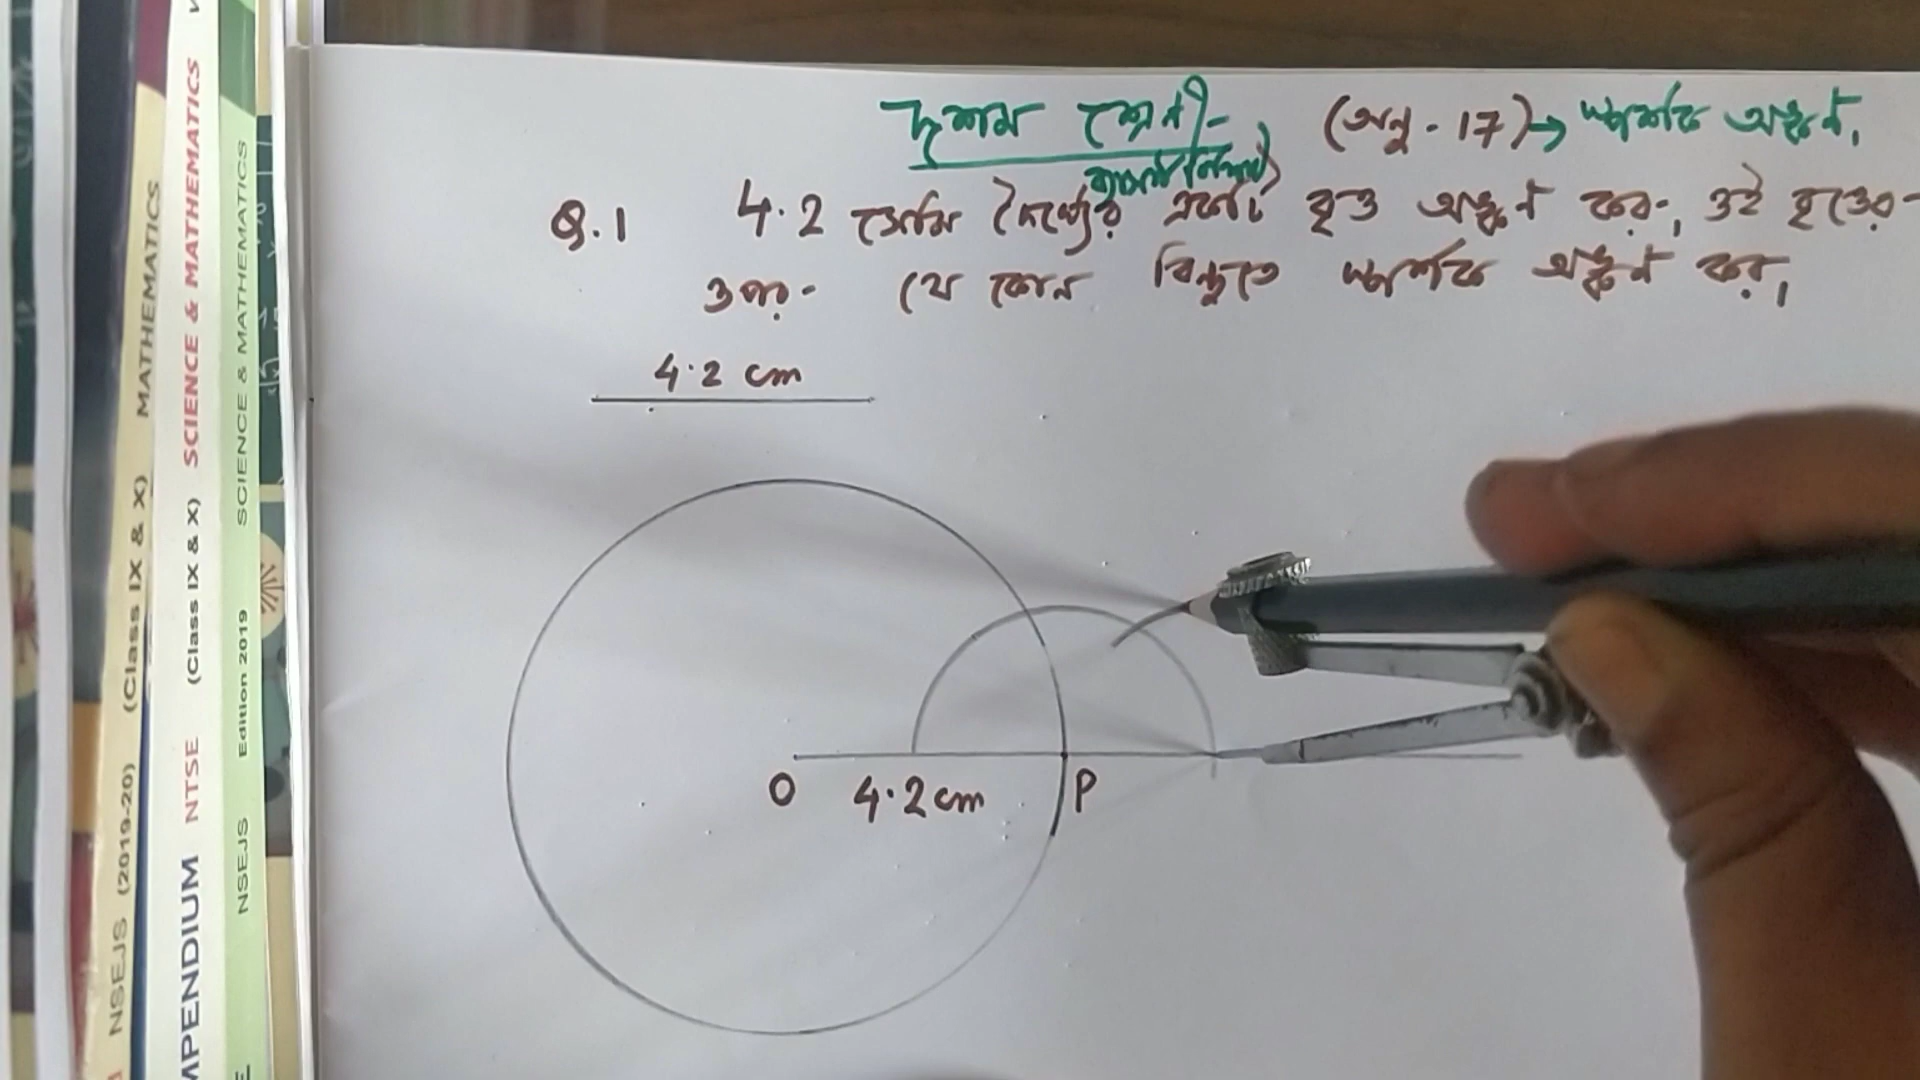 দশম শ্রেণী (অনু - 17) → স্পর্শক অঙ্কন।
Q.1 4.2 সেমি দৈর্ঘ্যের একটি বৃত্ত অঙ্কন কর, ওই বৃত্তের
ওপর যে কোন বিন্দুতে স্পর্শক অঙ্কন কর।
4.2 cm
O 4.2cm P
MATHEMATICS
(Class IX & X)
NSEJS (2019-20)
SCIENCE & MATHEMATICS
(Class IX & X)
NTSE
MPENDIUM
SCIENCE & MATHEMATICS
Edition 2019
NSEJS